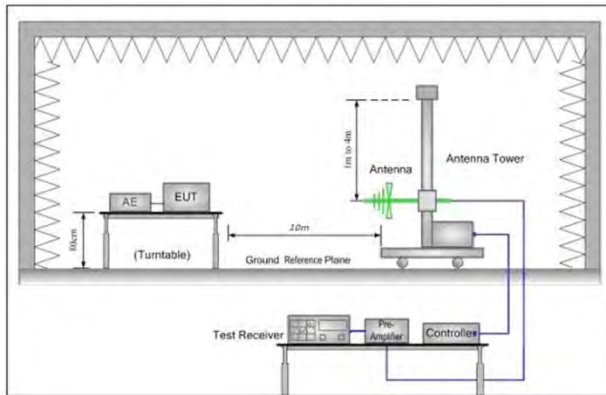 1m to 4m
Antenna Tower
Antenna
AE
EUT
80cm
(Turntable)
10m
Ground Reference Plane
Test Receiver
Pre-
Amplifier
Controller